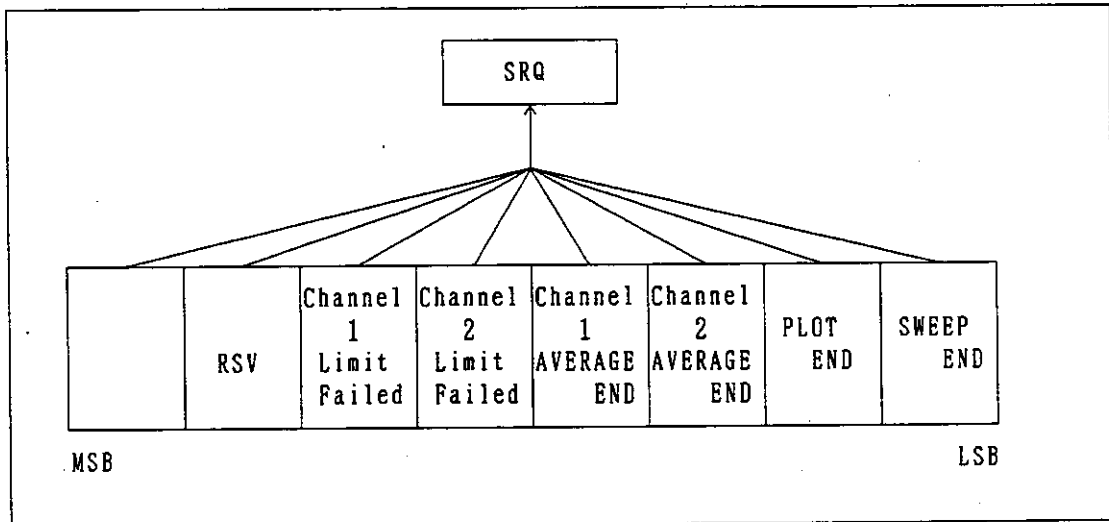 SRQ
RSV
Channel
1
Limit
Failed
Channel
2
Limit
Failed
Channel
1
AVERAGE
END
Channel
2
AVERAGE
END
PLOT
END
SWEEP
END
MSB
LSB